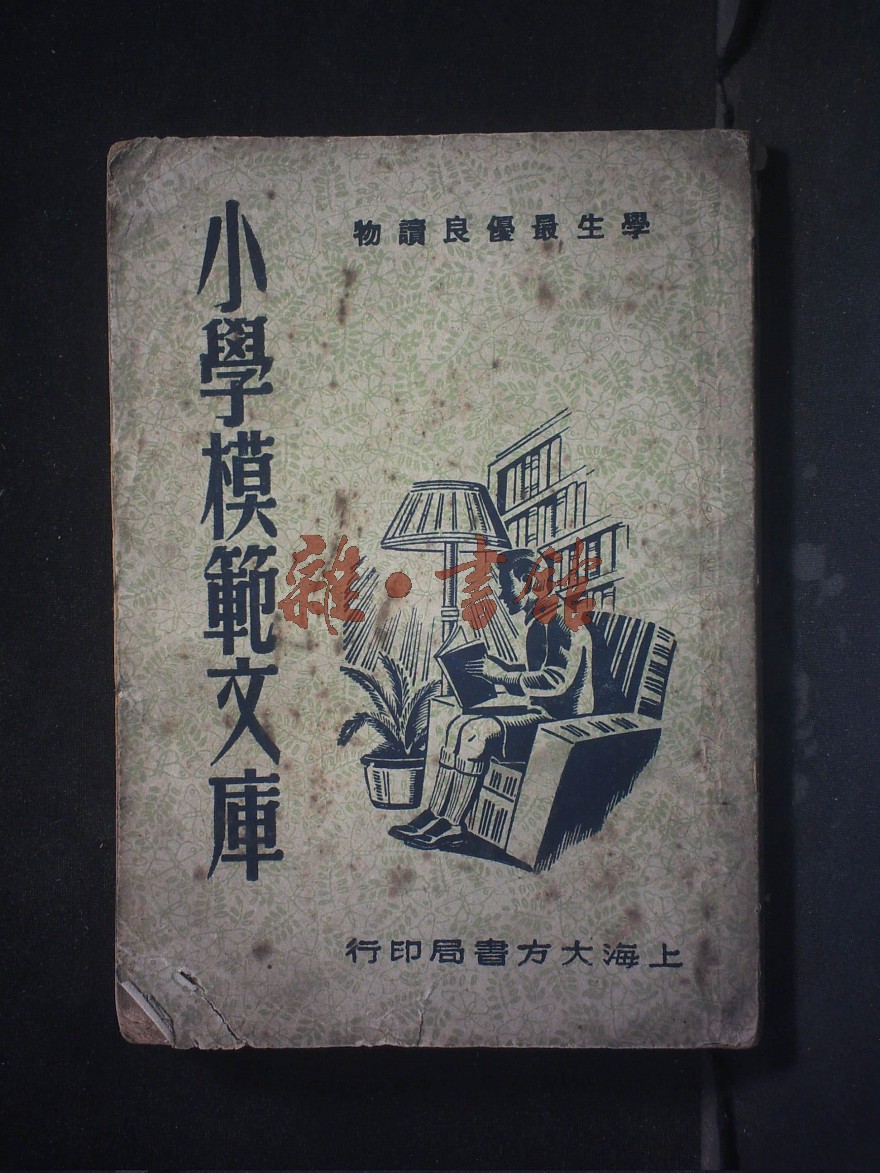 學生最優良讀物
小學模範文庫
雜·書館
上海大方書局印行